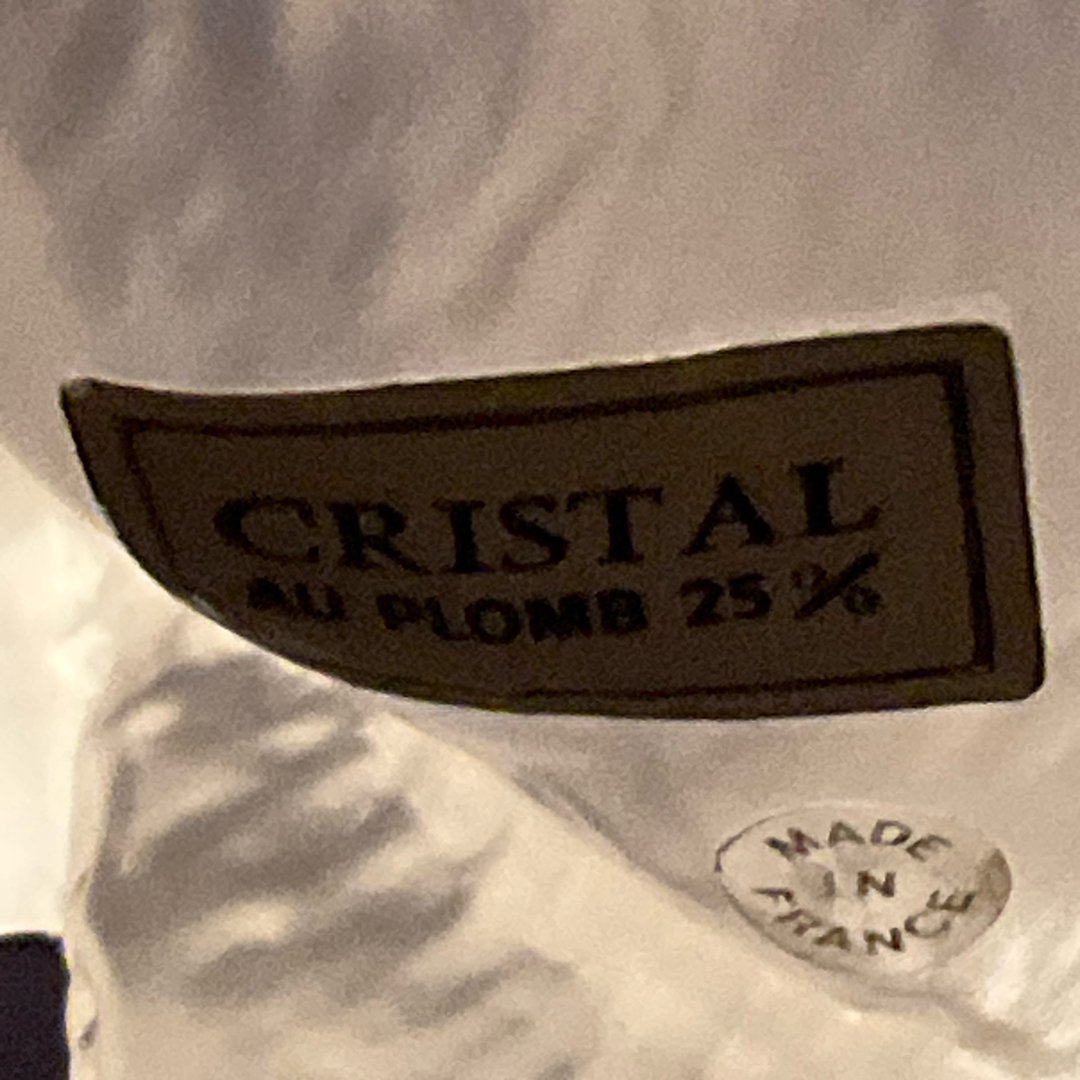 CRISTAL
AU PLOMB 25 %
MADE
IN
FRANCE